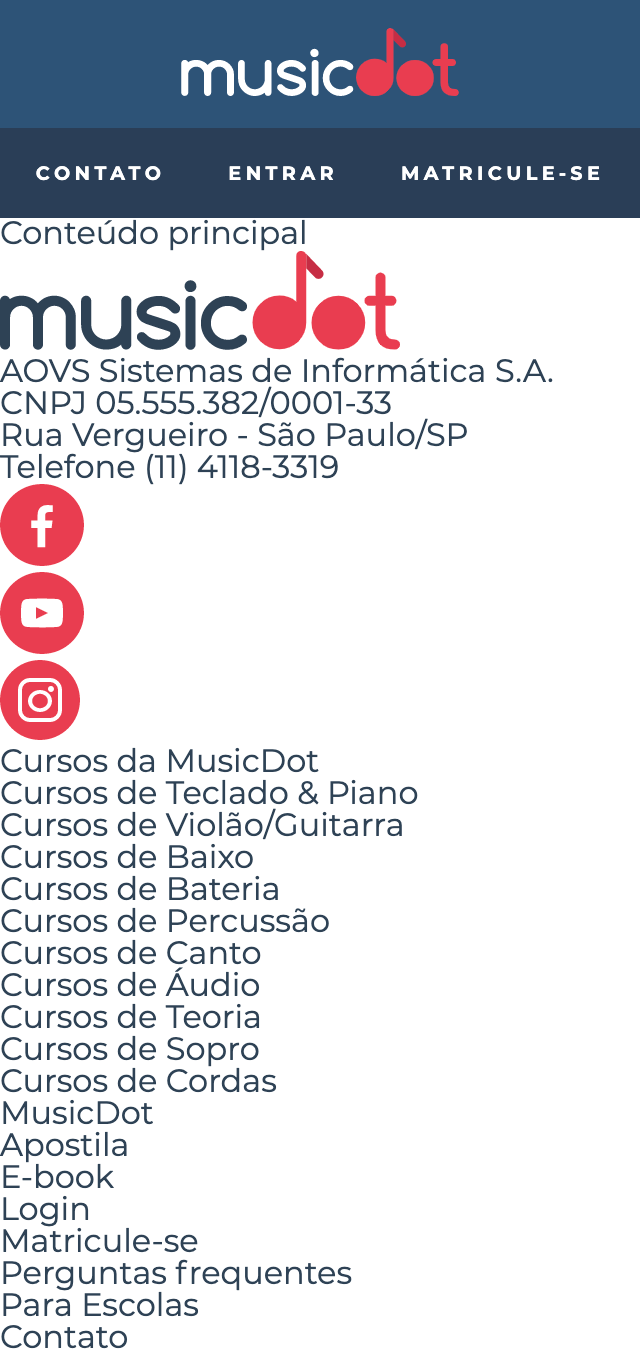 musicdot
CONTATO ENTRAR MATRICULE-SE
Conteúdo principal
musicdot
AOVS Sistemas de Informática S.A.
CNPJ 05.555.382/0001-33
Rua Vergueiro - São Paulo/SP
Telefone (11) 4118-3319
Cursos da MusicDot
Cursos de Teclado & Piano
Cursos de Violão/Guitarra
Cursos de Baixo
Cursos de Bateria
Cursos de Percussão
Cursos de Canto
Cursos de Áudio
Cursos de Teoria
Cursos de Sopro
Cursos de Cordas
MusicDot
Apostila
E-book
Login
Matricule-se
Perguntas frequentes
Para Escolas
Contato